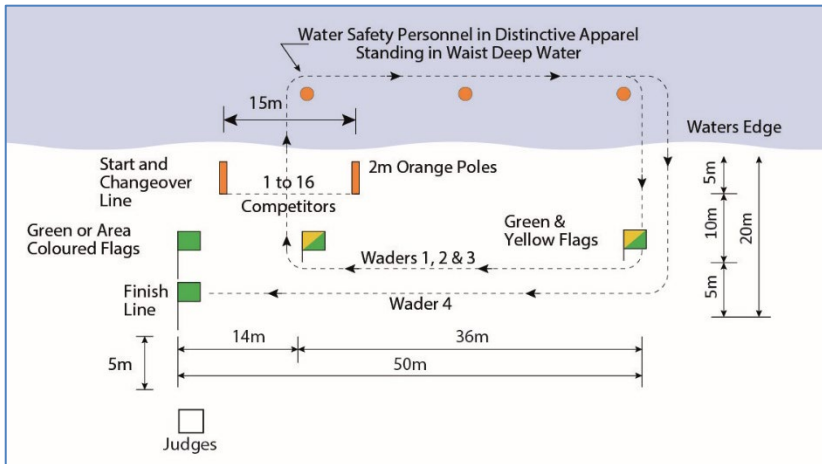 Water Safety Personnel in Distinctive Apparel
Standing in Waist Deep Water
15m
Waters Edge
Start and
Changeover
Line
2m Orange Poles
1 to 16
Competitors
5m
Green or Area
Coloured Flags
Green &
Yellow Flags
10m
20m
Waders 1, 2 & 3
Finish
Line
Wader 4
5m
14m
36m
5m
50m
Judges